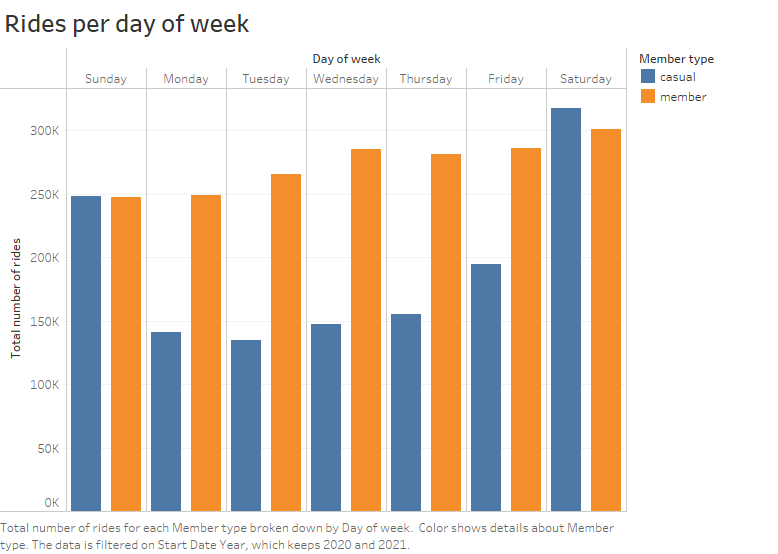 Rides per day of week
Day of week
Member type
Sunday Monday Tuesday Wednesday Thursday Friday Saturday
casual
member
Total number of rides
300K
250K
200K
150K
100K
50K
0K
Total number of rides for each Member type broken down by Day of week. Color shows details about Member
type. The data is filtered on Start Date Year, which keeps 2020 and 2021.